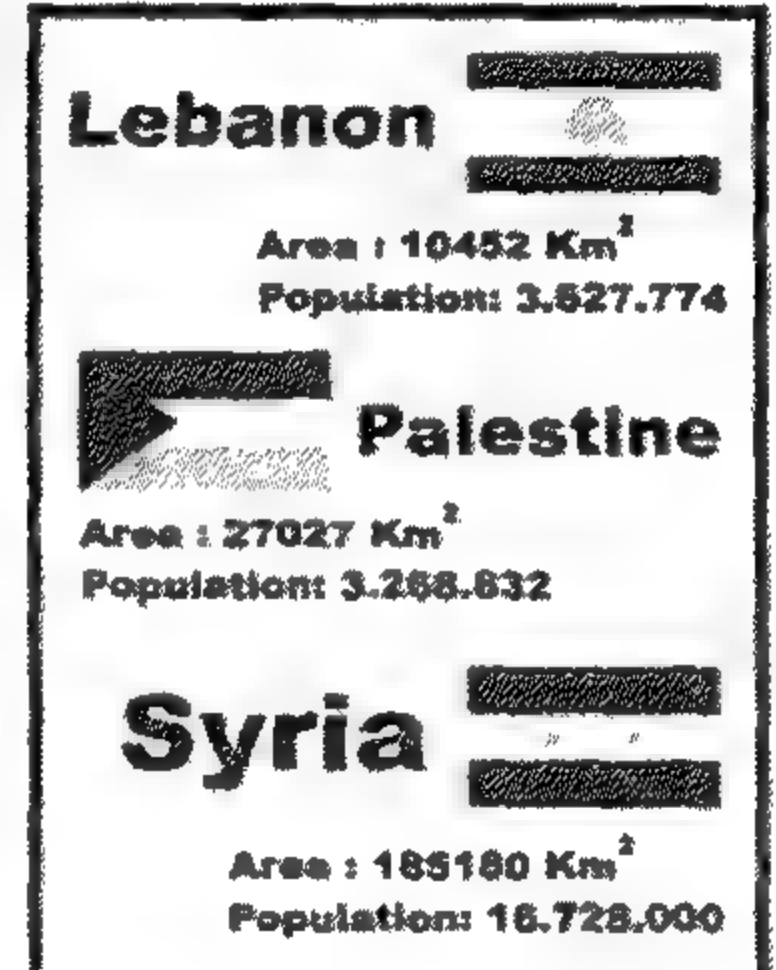 Lebanon
Area : 10452 Km²
Population: 3.627.774
Palestine
Area : 27027 Km²
Population: 3.268.832
Syria
Area : 185180 Km²
Population: 16.728.000